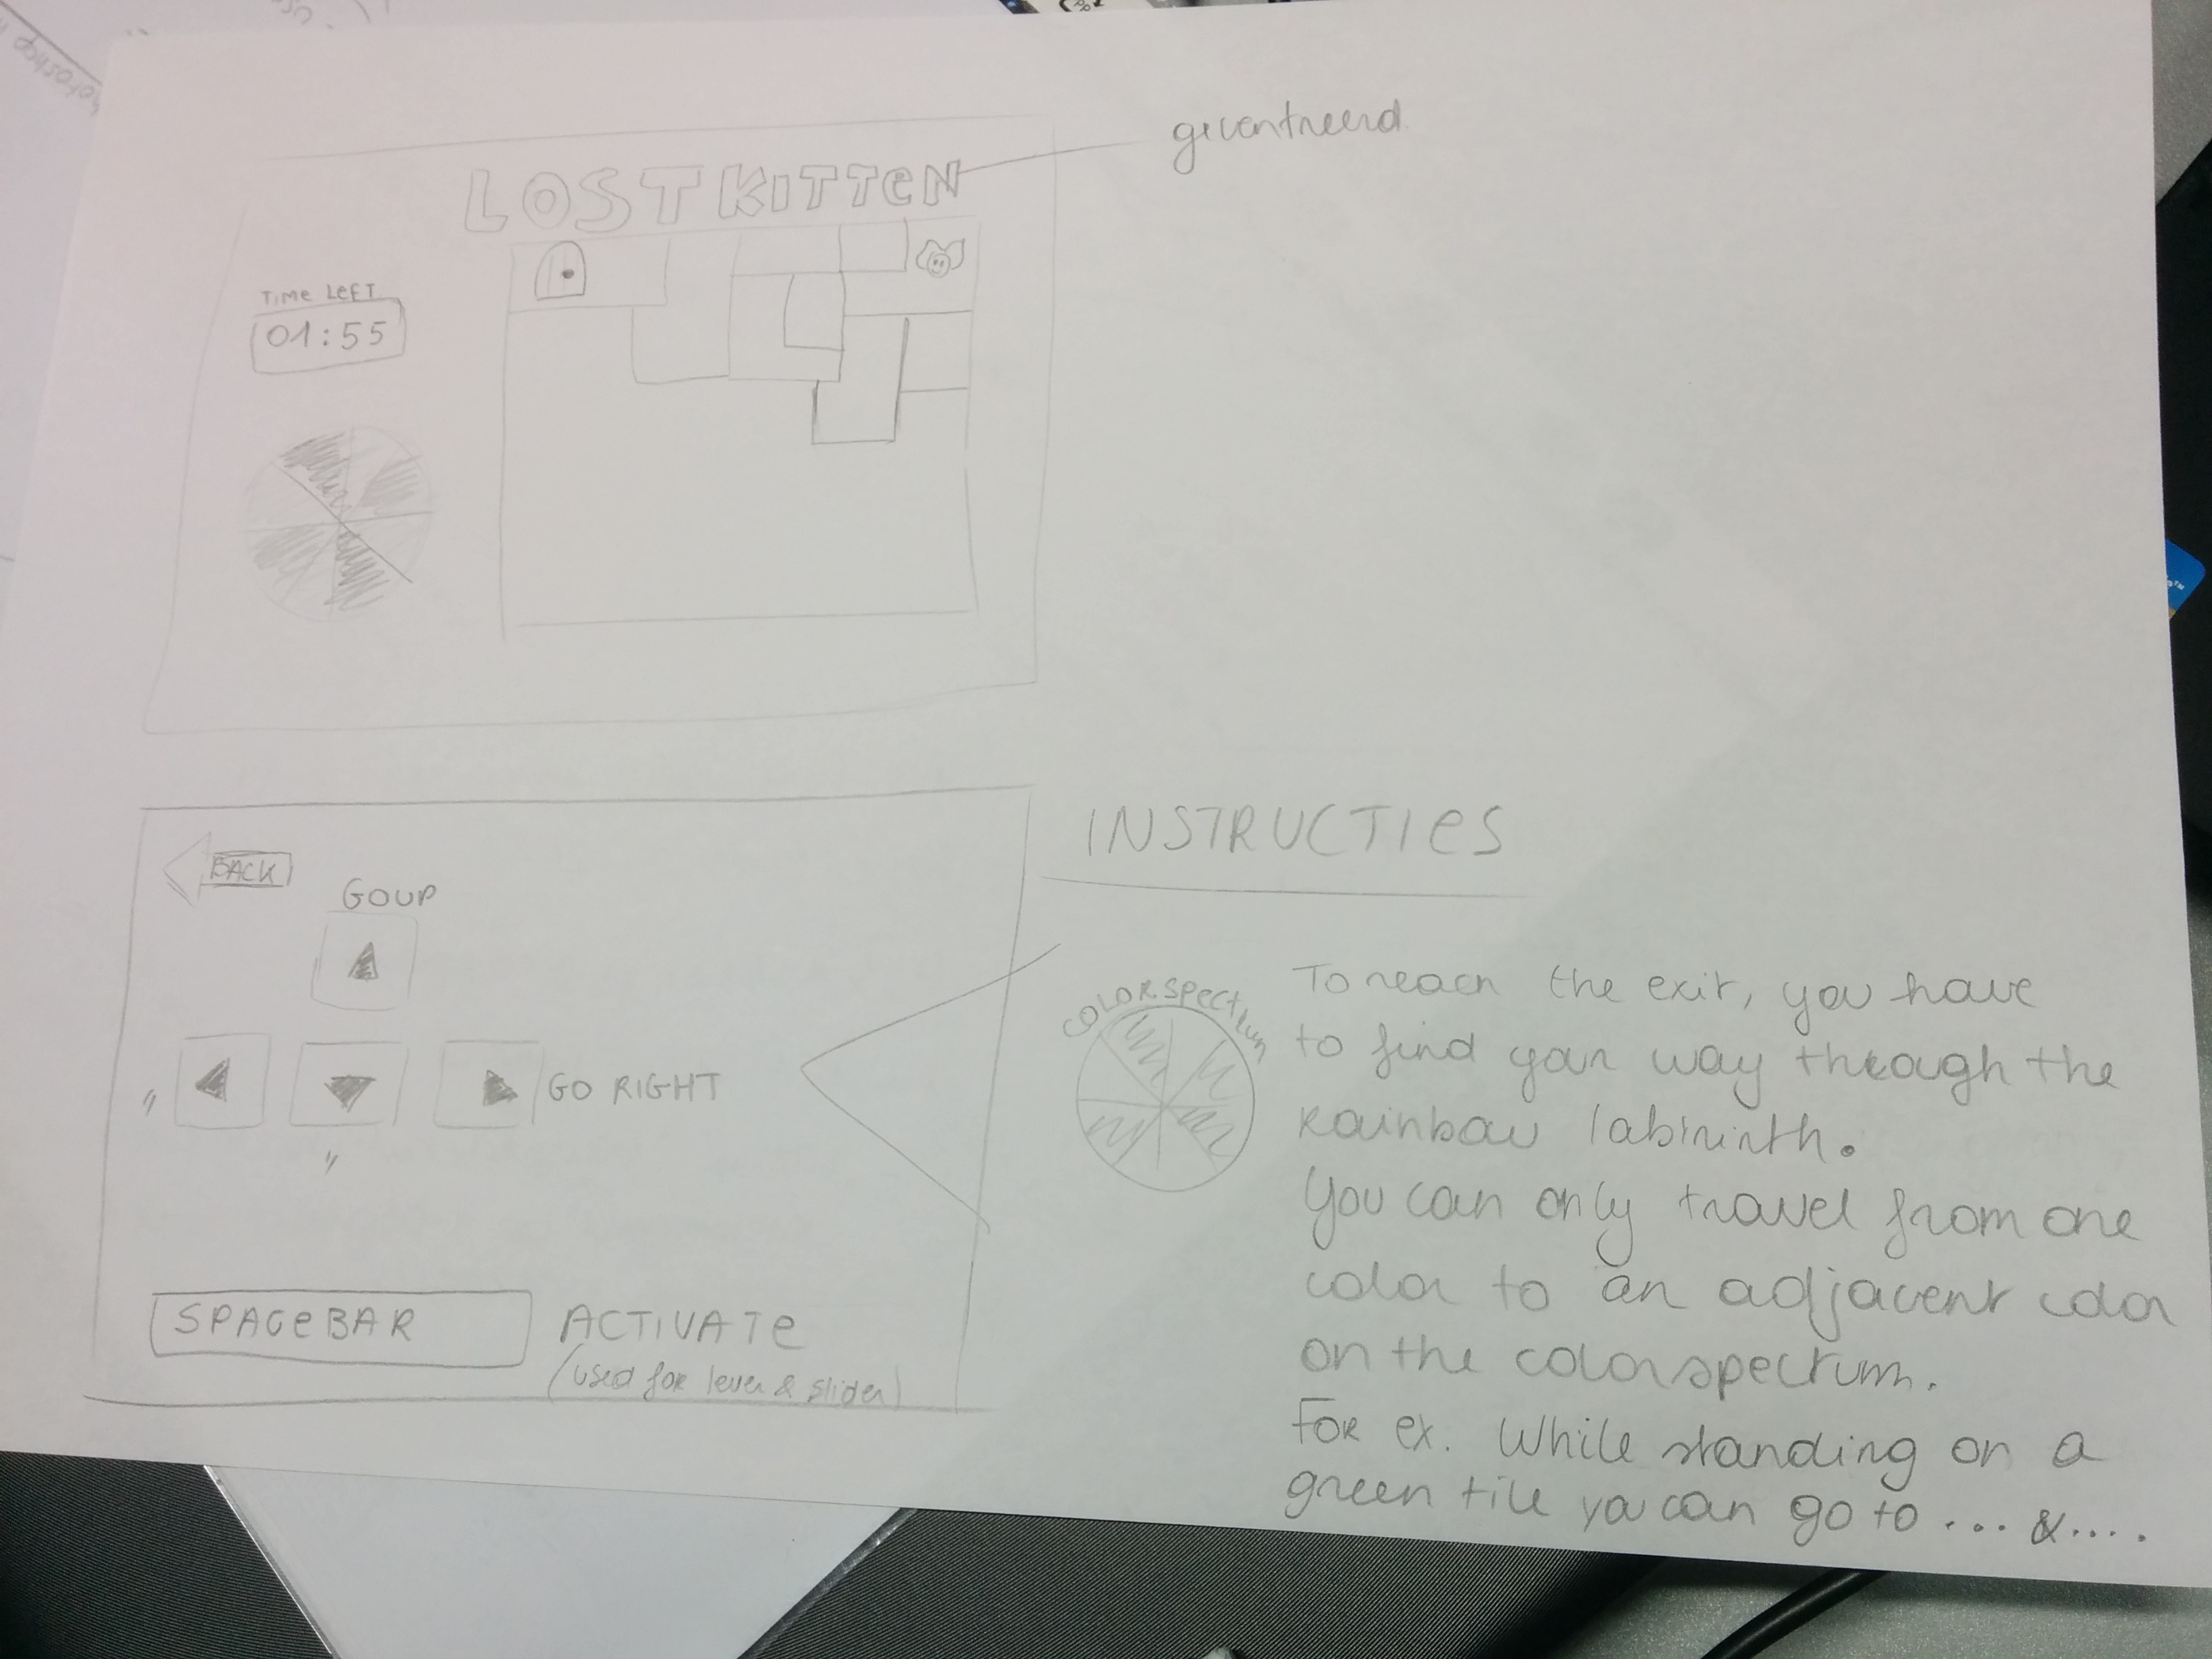 gecentreerd
LOST KITTEN
TIME LEFT
01:55
INSTRUCTIES
BACK
GO UP
"
GO RIGHT
"
SPACEBAR
ACTIVATE
(used for lever & slider)
COLORSPECTRUM
To reach the exit, you have
to find your way through the
Rainbow labirinth.
You can only travel from one
color to an adjacent color
on the colorspectrum.
FOR ex. While standing on a
green tile you can go to ... & ....